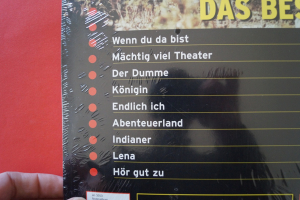 DAS BE
Wenn du da bist
Mächtig viel Theater
Der Dumme
Königin
Endlich ich
Abenteuerland
Indianer
Lena
Hör gut zu